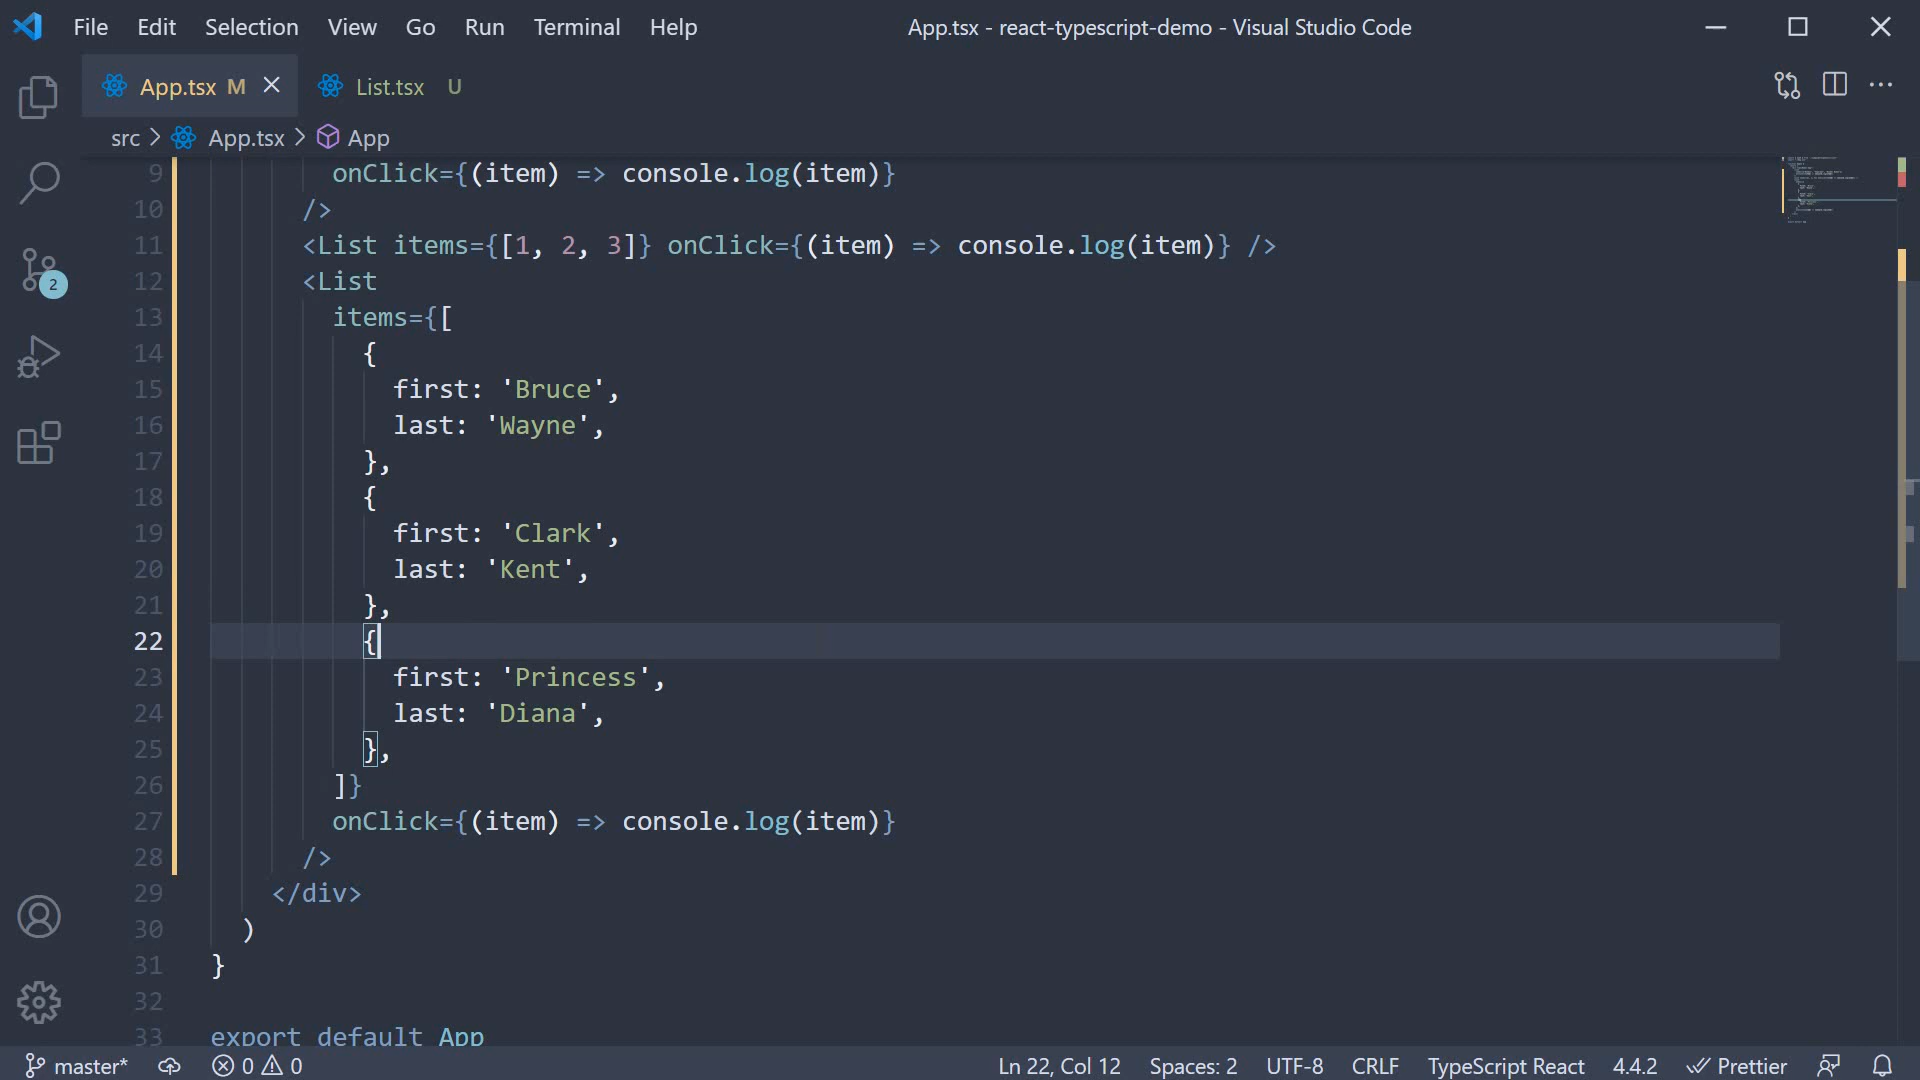 File Edit Selection View Go Run Terminal Help App.tsx - react-typescript-demo - Visual Studio Code
App.tsx M List.tsx U
src App.tsx App
9 onClick={(item) => console.log(item)}
10 />
11 <List items={[1, 2, 3]} onClick={(item) => console.log(item)} />
12 <List
13 items={[
14 {
15 first: 'Bruce',
16 last: 'Wayne',
17 },
18 {
19 first: 'Clark',
20 last: 'Kent',
21 },
22 {
23 first: 'Princess',
24 last: 'Diana',
25 },
26 ]}
27 onClick={(item) => console.log(item)}
28 />
29 </div>
30 )
31 }
32
33 export default App
2
master* 0 0 Ln 22, Col 12 Spaces: 2 UTF-8 CRLF TypeScript React 4.4.2 Prettier